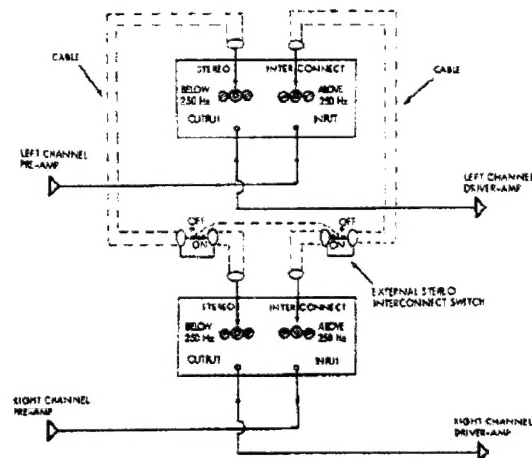 CABLE
CABLE
STEREO INTERCONNECT
BELOW
250 Hz
ABOVE
250 Hz
OUTPUT
INPUT
LEFT CHANNEL
PRE-AMP
LEFT CHANNEL
DRIVER-AMP
OFF
ON
OFF
ON
EXTERNAL STEREO
INTERCONNECT SWITCH
STEREO INTERCONNECT
BELOW
250 Hz
ABOVE
250 Hz
OUTPUT
INPUT
RIGHT CHANNEL
PRE-AMP
RIGHT CHANNEL
DRIVER-AMP